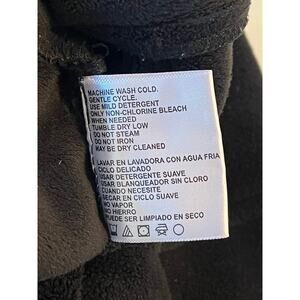 MACHINE WASH COLD.
GENTLE CYCLE.
USE MILD DETERGENT
ONLY NON-CHLORINE BLEACH
WHEN NEEDED
TUMBLE DRY LOW
DO NOT STEAM
DO NOT IRON
MAY BE DRY CLEANED
LAVAR EN LAVADORA CON AGUA FRIA
CICLO DELICADO
USAR DETERGENTE SUAVE
USAR BLANQUEADOR SIN CLORO
CUANDO NECESITE
SECAR EN CICLO SUAVE
NO VAPOR
NO HIERRO
PUEDE SER LIMPIADO EN SECO